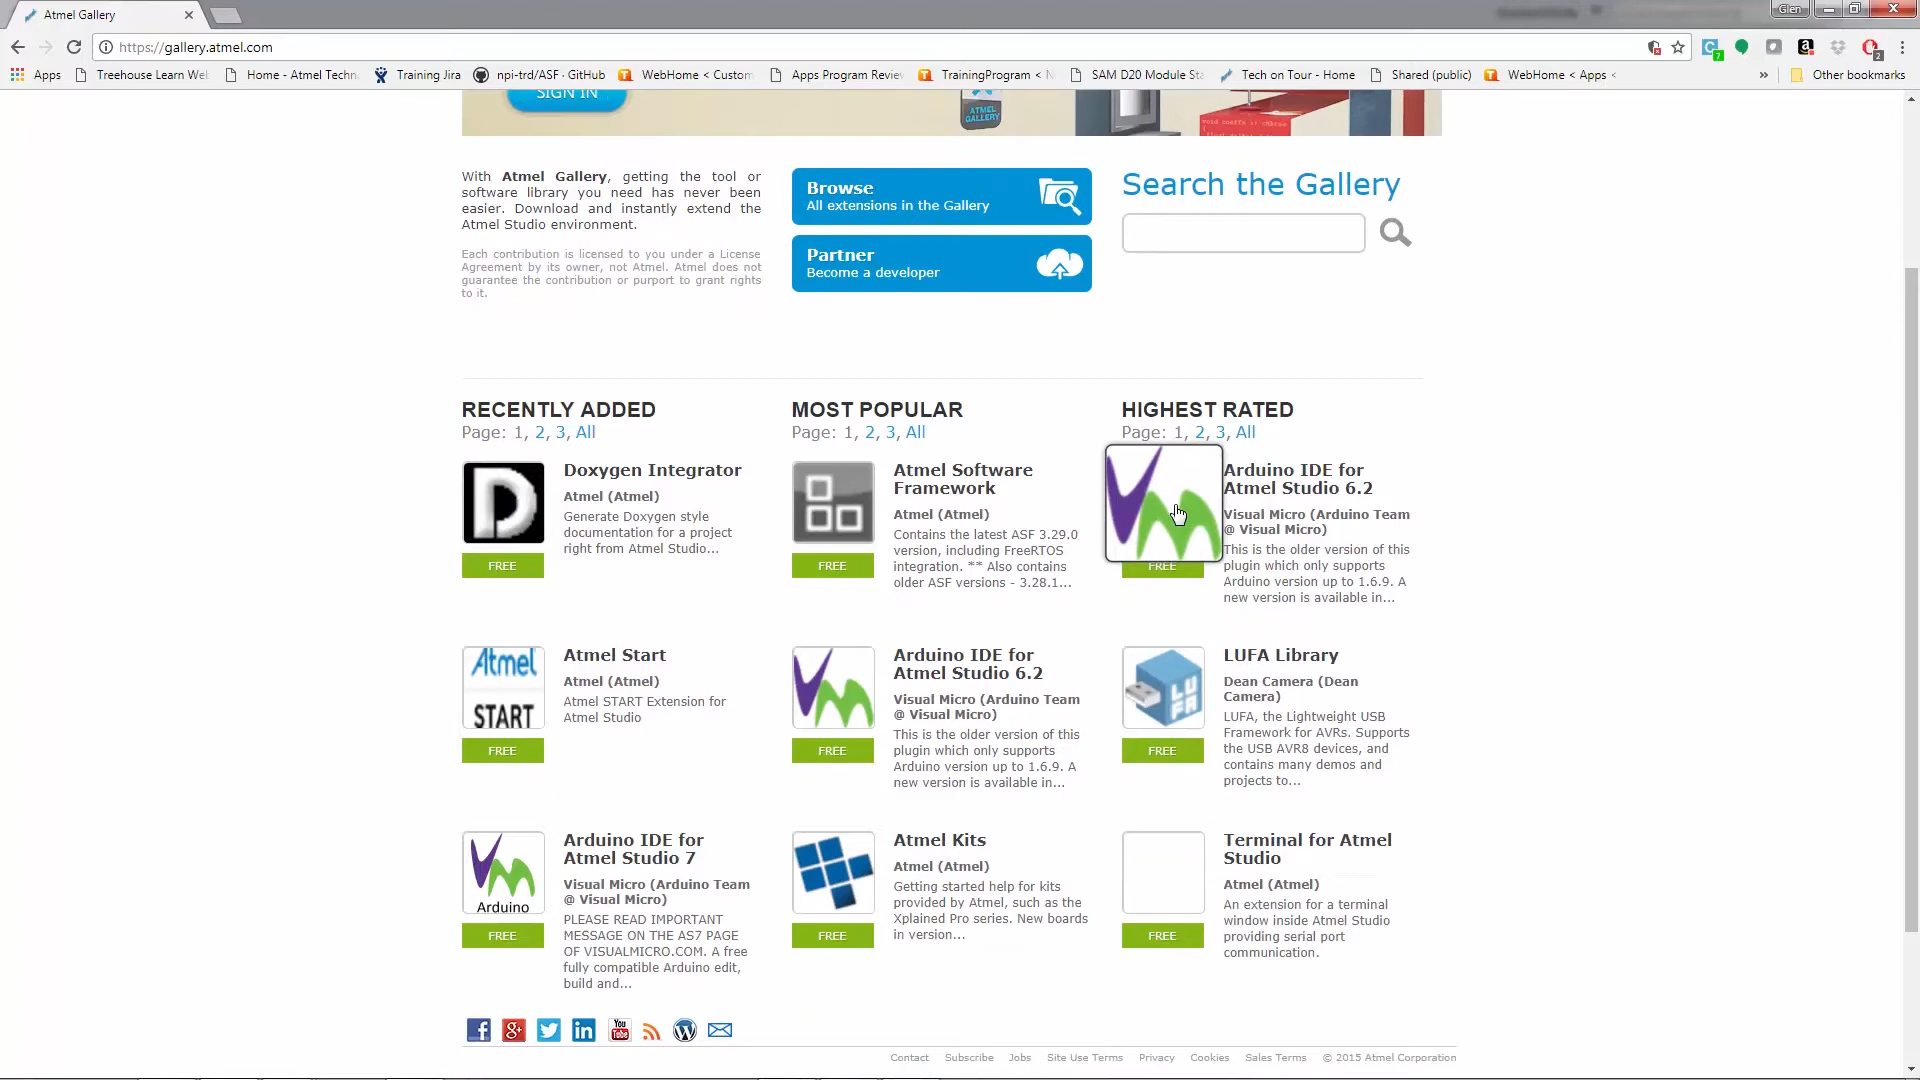 Atmel Gallery
Glen
https://gallery.atmel.com
7
2
Apps
Treehouse Learn We
Home - Atmel Techn
Training Jira
npi-trd/ASF · GitHub
WebHome < Custom
Apps Program Review
TrainingProgram < N
SAM D20 Module Sta
Tech on Tour - Home
Shared (public)
WebHome < Apps <
»
Other bookmarks
SIGN IN
ATMEL
GALLERY
With Atmel Gallery, getting the tool or
software library you need has never been
easier. Download and instantly extend the
Atmel Studio environment.
Each contribution is licensed to you under a License
Agreement by its owner, not Atmel. Atmel does not
guarantee the contribution or purport to grant rights
to it.
Browse
All extensions in the Gallery
Partner
Become a developer
Search the Gallery
RECENTLY ADDED
Page: 1, 2, 3, All
D
FREE
Doxygen Integrator
Atmel (Atmel)
Generate Doxygen style
documentation for a project
right from Atmel Studio...
Atmel
START
FREE
Atmel Start
Atmel (Atmel)
Atmel START Extension for
Atmel Studio
Arduino
FREE
Arduino IDE for
Atmel Studio 7
Visual Micro (Arduino Team
@ Visual Micro)
PLEASE READ IMPORTANT
MESSAGE ON THE AS7 PAGE
OF VISUALMICRO.COM. A free
fully compatible Arduino edit,
build and...
MOST POPULAR
Page: 1, 2, 3, All
FREE
Atmel Software
Framework
Atmel (Atmel)
Contains the latest ASF 3.29.0
version, including FreeRTOS
integration. ** Also contains
older ASF versions - 3.28.1...
FREE
Arduino IDE for
Atmel Studio 6.2
Visual Micro (Arduino Team
@ Visual Micro)
This is the older version of this
plugin which only supports
Arduino version up to 1.6.9. A
new version is available in...
FREE
Atmel Kits
Atmel (Atmel)
Getting started help for kits
provided by Atmel, such as the
Xplained Pro series. New boards
in version...
HIGHEST RATED
Page: 1, 2, 3, All
FREE
Arduino IDE for
Atmel Studio 6.2
Visual Micro (Arduino Team
@ Visual Micro)
This is the older version of this
plugin which only supports
Arduino version up to 1.6.9. A
new version is available in...
LUFA
FREE
LUFA Library
Dean Camera (Dean
Camera)
LUFA, the Lightweight USB
Framework for AVRs. Supports
the USB AVR8 devices, and
contains many demos and
projects to...
FREE
Terminal for Atmel
Studio
Atmel (Atmel)
An extension for a terminal
window inside Atmel Studio
providing serial port
communication.
Contact
Subscribe
Jobs
Site Use Terms
Privacy
Cookies
Sales Terms
© 2015 Atmel Corporation